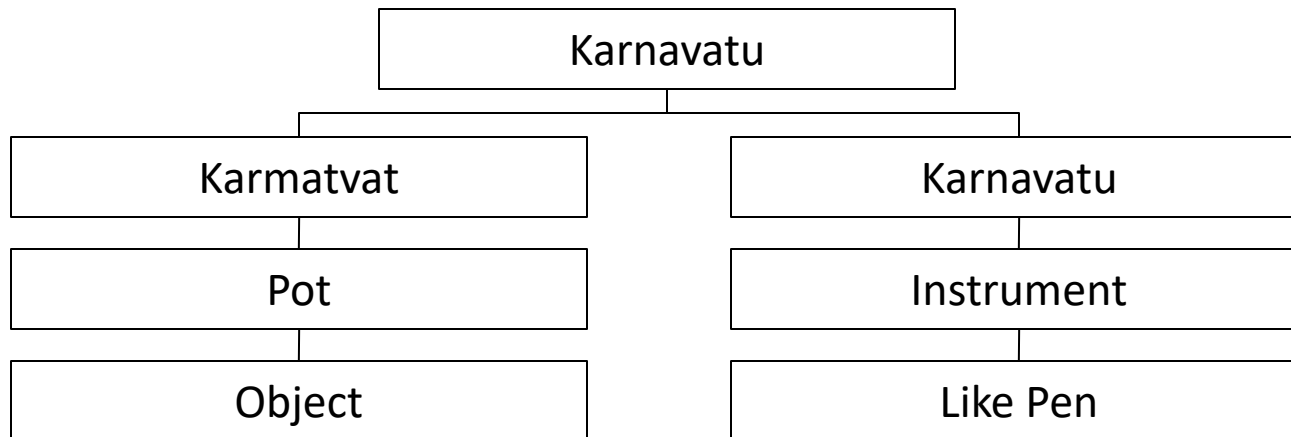 Karnavatu
Karmatvat
Karnavatu
Pot
Instrument
Object
Like Pen